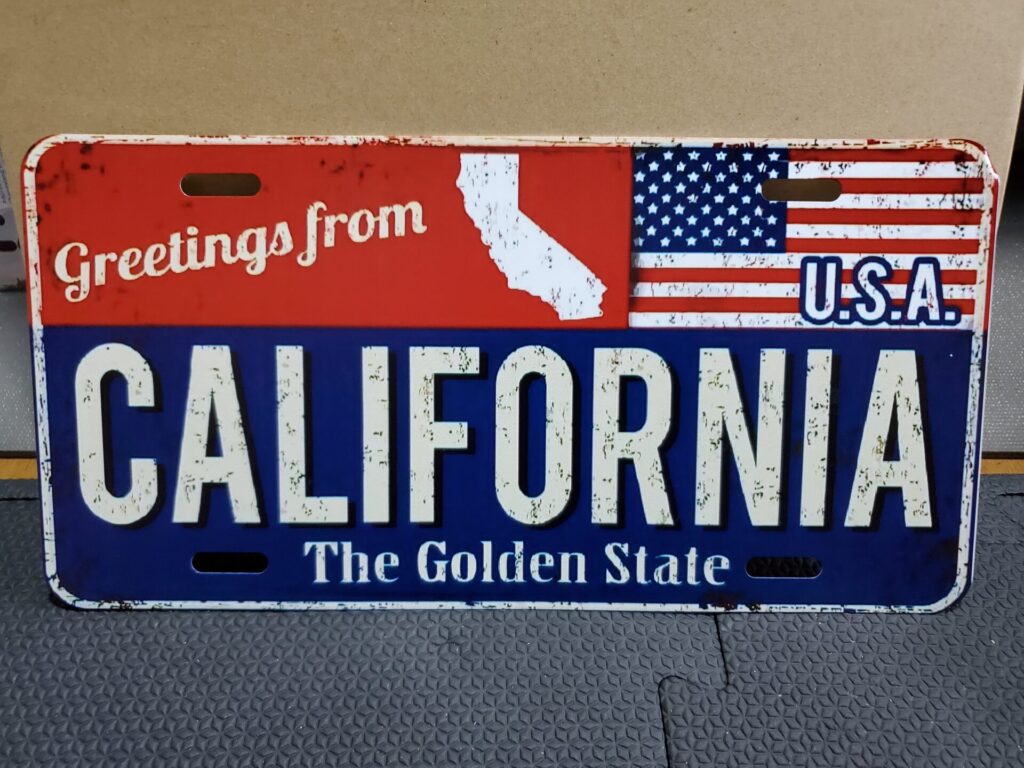 Greetings from
U.S.A.
CALIFORNIA
The Golden State